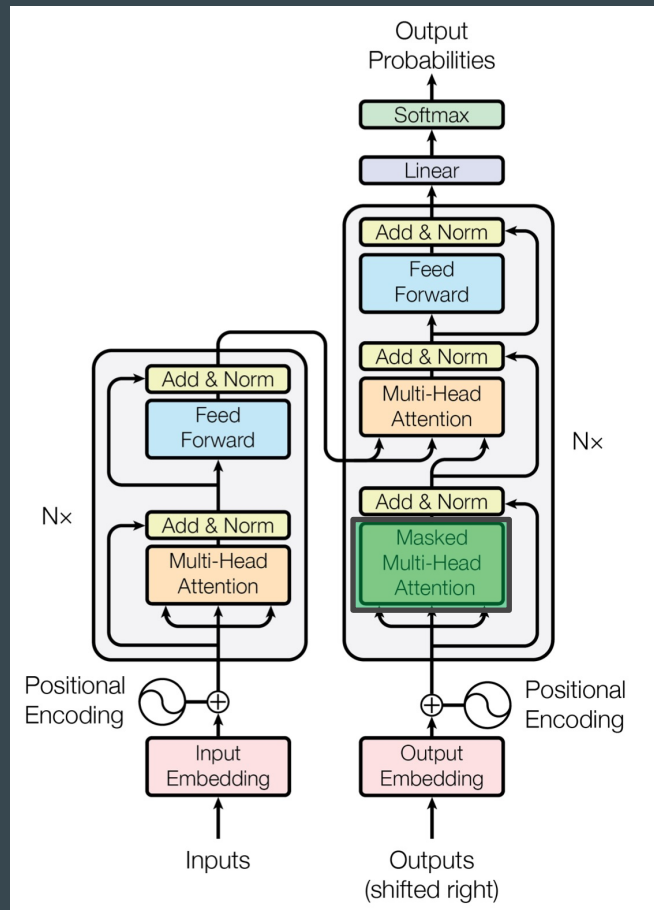 Output
Probabilities
Softmax
Linear
Add & Norm
Feed
Forward
Add & Norm
Multi-Head
Attention
Nx
Add & Norm
Masked
Multi-Head
Attention
Add & Norm
Feed
Forward
Nx
Add & Norm
Multi-Head
Attention
Positional
Encoding
Positional
Encoding
Input
Embedding
Output
Embedding
Inputs
Outputs
(shifted right)